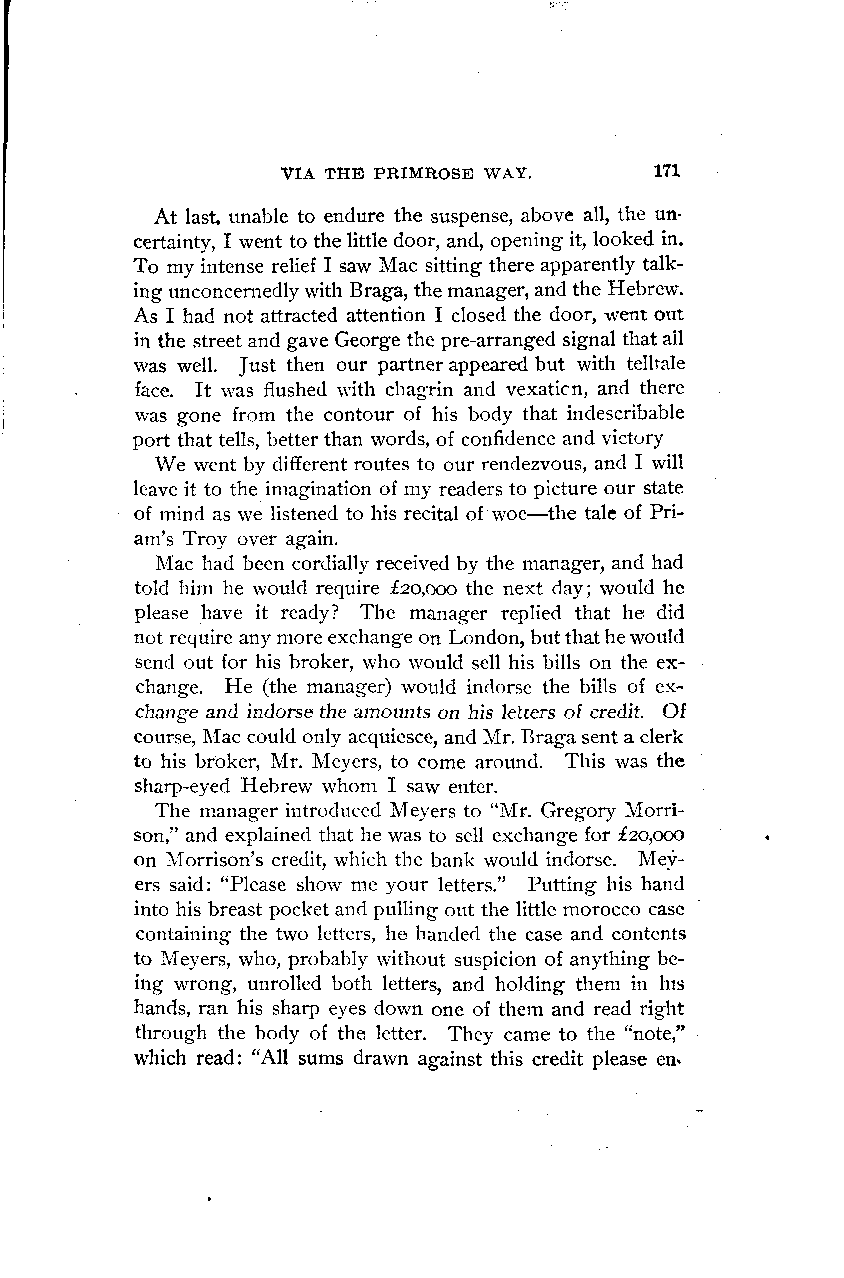 VIA THE PRIMROSE WAY. 171
At last, unable to endure the suspense, above all, the un-
certainty, I went to the little door, and, opening it, looked in.
To my intense relief I saw Mac sitting there apparently talk-
ing unconcernedly with Braga, the manager, and the Hebrew.
As I had not attracted attention I closed the door, went out
in the street and gave George the pre-arranged signal that all
was well. Just then our partner appeared but with telltale
face. It was flushed with chagrin and vexation, and there
was gone from the contour of his body that indescribable
port that tells, better than words, of confidence and victory
We went by different routes to our rendezvous, and I will
leave it to the imagination of my readers to picture our state
of mind as we listened to his recital of woe—the tale of Pri-
am's Troy over again.
Mac had been cordially received by the manager, and had
told him he would require £20,000 the next day; would he
please have it ready? The manager replied that he did
not require any more exchange on London, but that he would
send out for his broker, who would sell his bills on the ex-
change. He (the manager) would indorse the bills of ex-
change and indorse the amounts on his letters of credit. Of
course, Mac could only acquiesce, and Mr. Braga sent a clerk
to his broker, Mr. Meyers, to come around. This was the
sharp-eyed Hebrew whom I saw enter.
The manager introduced Meyers to "Mr. Gregory Morri-
son," and explained that he was to sell exchange for £20,000
on Morrison's credit, which the bank would indorse. Mey-
ers said: "Please show me your letters." Putting his hand
into his breast pocket and pulling out the little morocco case
containing the two letters, he handed the case and contents
to Meyers, who, probably without suspicion of anything be-
ing wrong, unrolled both letters, and holding them in his
hands, ran his sharp eyes down one of them and read right
through the body of the letter. They came to the "note,"
which read: "All sums drawn against this credit please en-